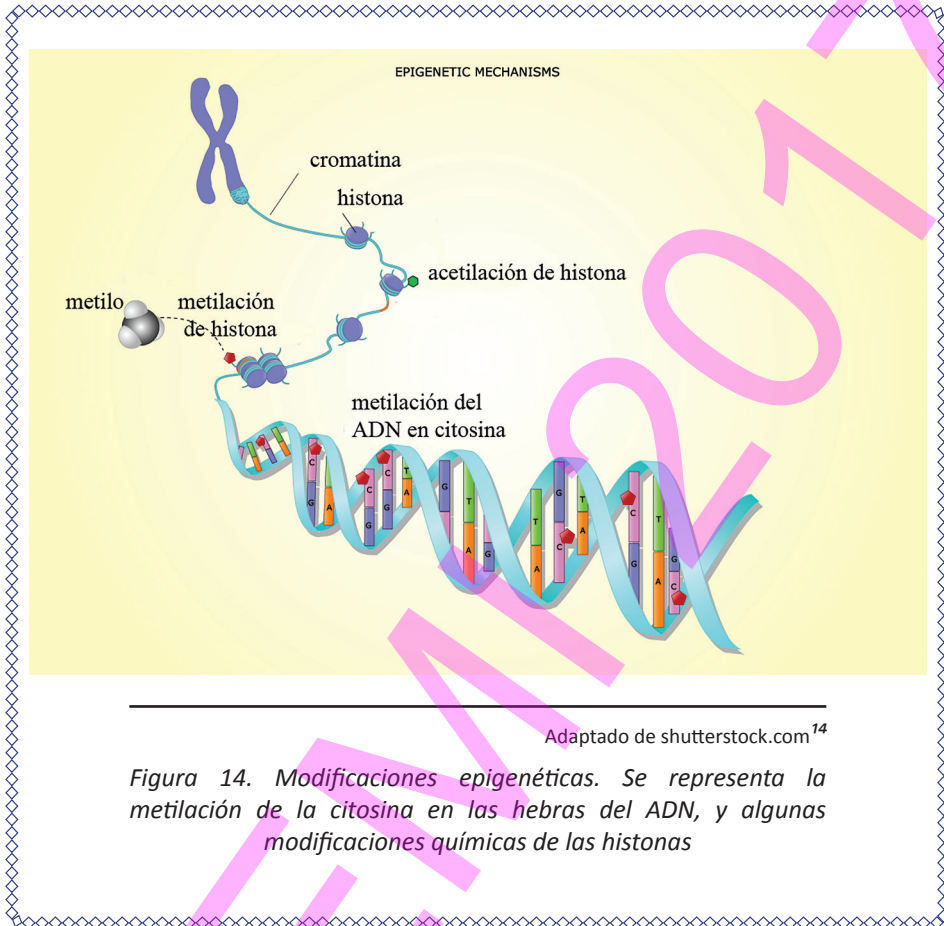 EPIGENETIC MECHANISMS
cromatina
histona
acetilación de histona
metilo
metilación
de histona
metilación del
ADN en citosina
C
G
A
C
G
C
G
T
A
G
T
A
G
T
A
G
C
T
A
C
G
T
A
G
C
Adaptado de shutterstock.com14
Figura 14. Modificaciones epigenéticas. Se representa la
metilación de la citosina en las hebras del ADN, y algunas
modificaciones químicas de las histonas